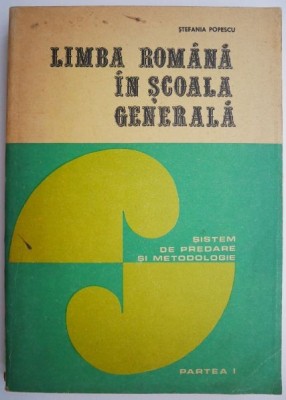 ȘTEFANIA POPESCU
LIMBA ROMÂNĂ
ÎN ȘCOALA
GENERALĂ
SISTEM
DE PREDARE
ȘI METODOLOGIE
PARTEA I